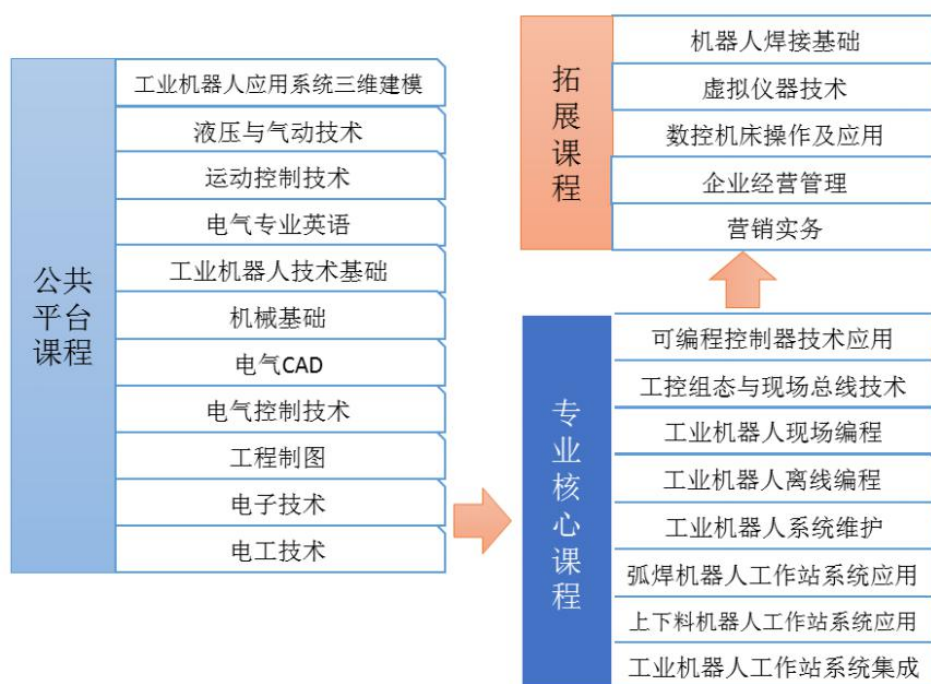 公共
平台
课程
工业机器人应用系统三维建模
液压与气动技术
运动控制技术
电气专业英语
工业机器人技术基础
机械基础
电气CAD
电气控制技术
工程制图
电子技术
电工技术
专业核心课程
可编程控制器技术应用
工控组态与现场总线技术
工业机器人现场编程
工业机器人离线编程
工业机器人系统维护
弧焊机器人工作站系统应用
上下料机器人工作站系统应用
工业机器人工作站系统集成
拓展课程
机器人焊接基础
虚拟仪器技术
数控机床操作及应用
企业经营管理
营销实务